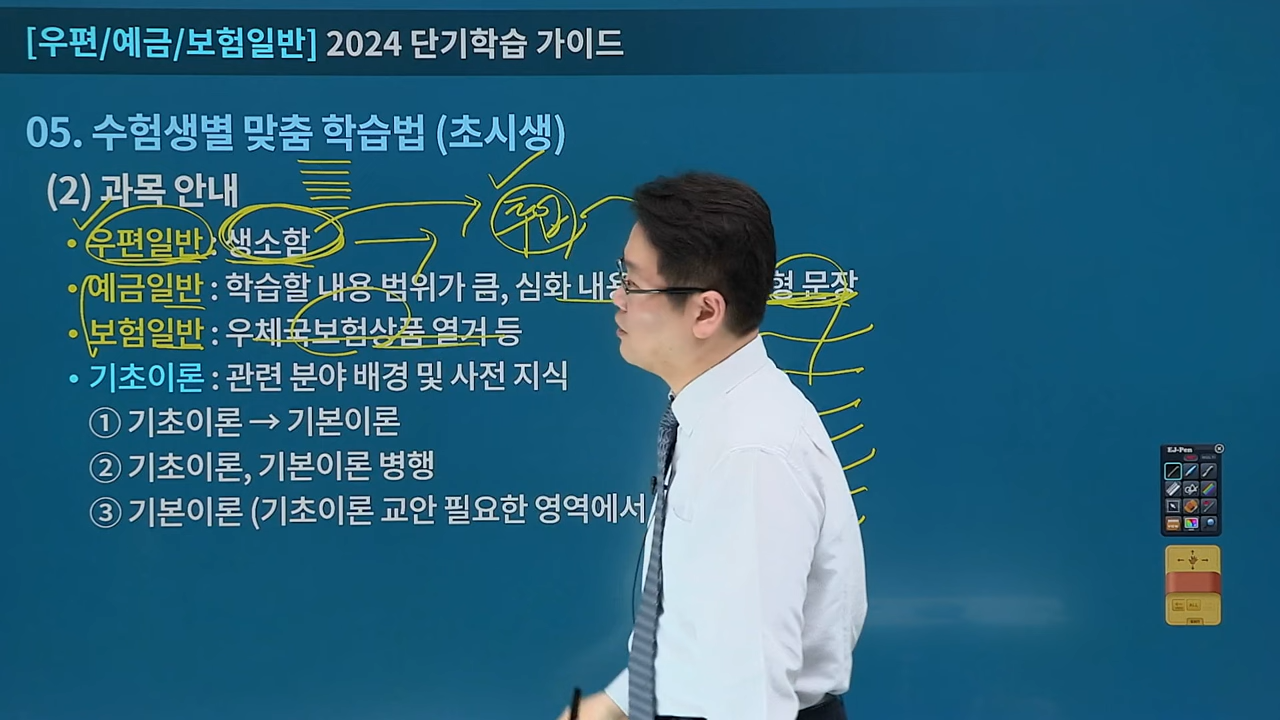 [우편/예금/보험일반] 2024 단기학습 가이드
05. 수험생별 맞춤 학습법 (초시생)
(2) 과목 안내
• 우편일반 : 생소함
• 예금일반 : 학습할 내용 범위가 큼, 심화 내용 형 문장
• 보험일반 : 우체국보험상품 열거 등
• 기초이론 : 관련 분야 배경 및 사전 지식
① 기초이론 → 기본이론
② 기초이론, 기본이론 병행
③ 기본이론 (기초이론 교안 필요한 영역에서
EJ-Pen